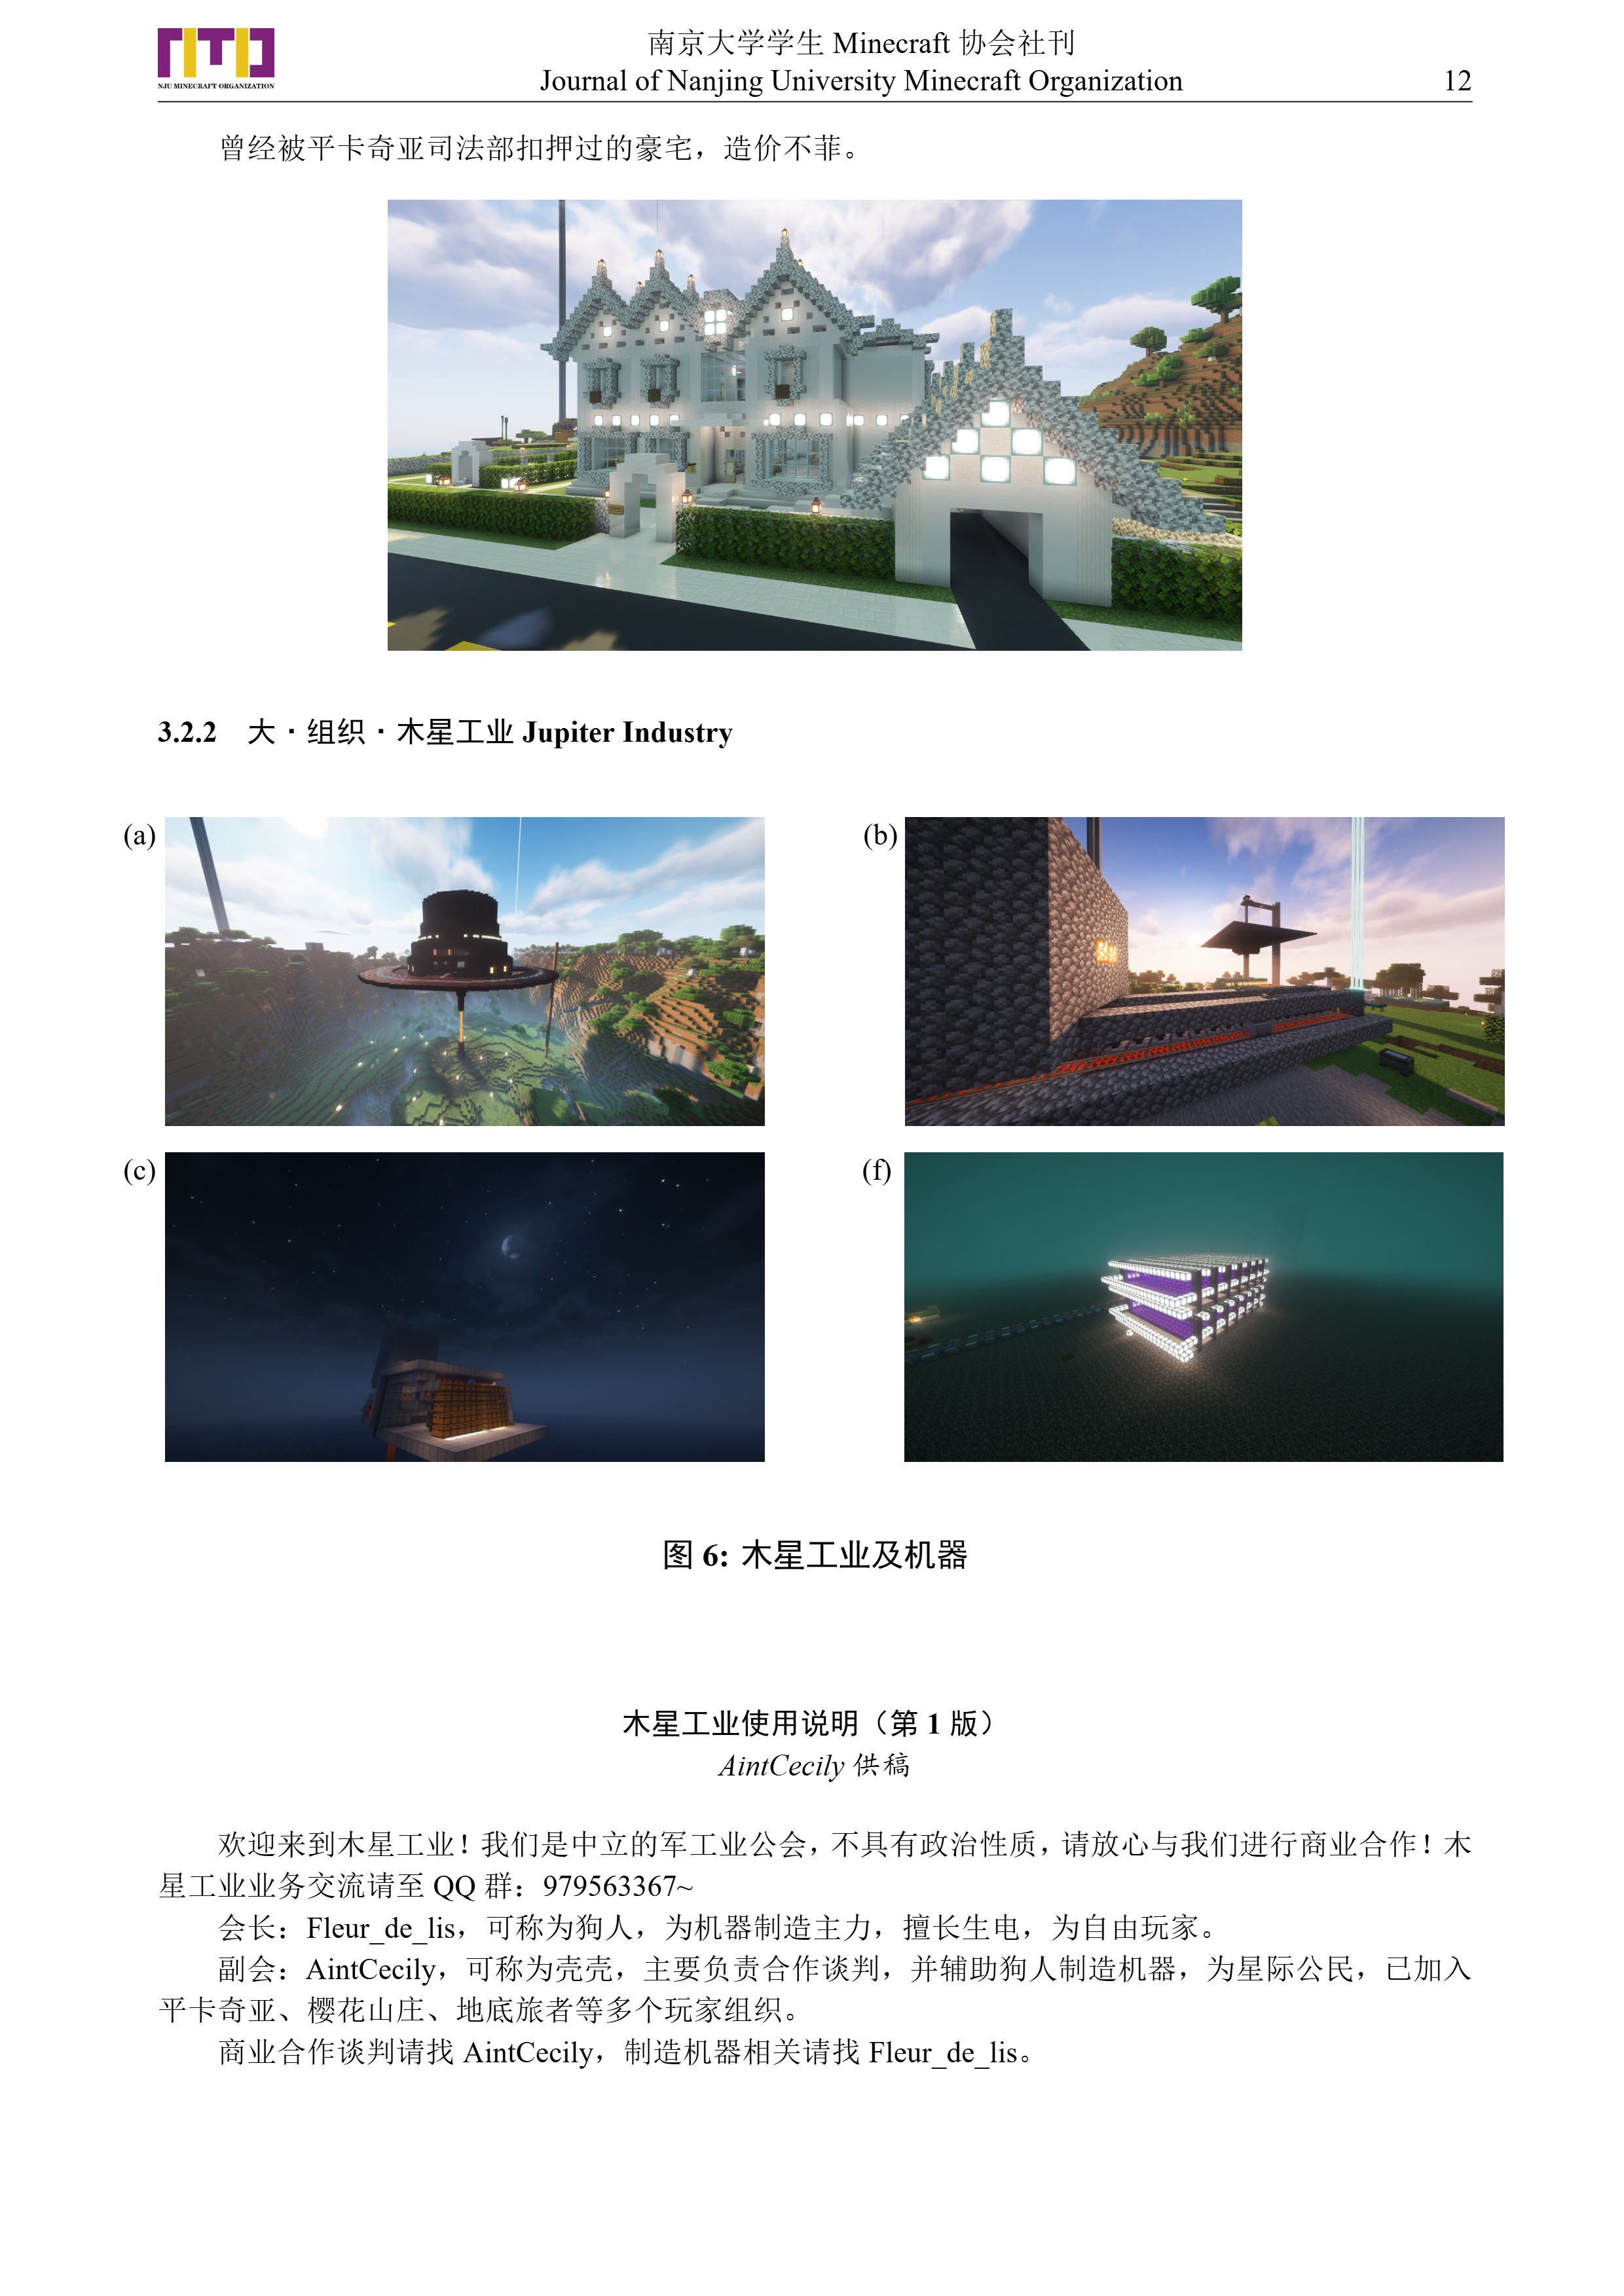 NJU MINECRAFT ORGANIZATION
南京大学学生 Minecraft 协会社刊
Journal of Nanjing University Minecraft Organization
12
曾经被平卡奇亚司法部扣押过的豪宅，造价不菲。
3.2.2 大·组织·木星工业 Jupiter Industry
(a)
(b)
(c)
(f)
图 6: 木星工业及机器
木星工业使用说明（第 1 版）
AintCecily 供稿
欢迎来到木星工业！我们是中立的军工业公会，不具有政治性质，请放心与我们进行商业合作！木
星工业业务交流请至 QQ 群：979563367~
会长：Fleur_de_lis，可称为狗人，为机器制造主力，擅长生电，为自由玩家。
副会：AintCecily，可称为壳壳，主要负责合作谈判，并辅助狗人制造机器，为星际公民，已加入
平卡奇亚、樱花山庄、地底旅者等多个玩家组织。
商业合作谈判请找 AintCecily，制造机器相关请找 Fleur_de_lis。